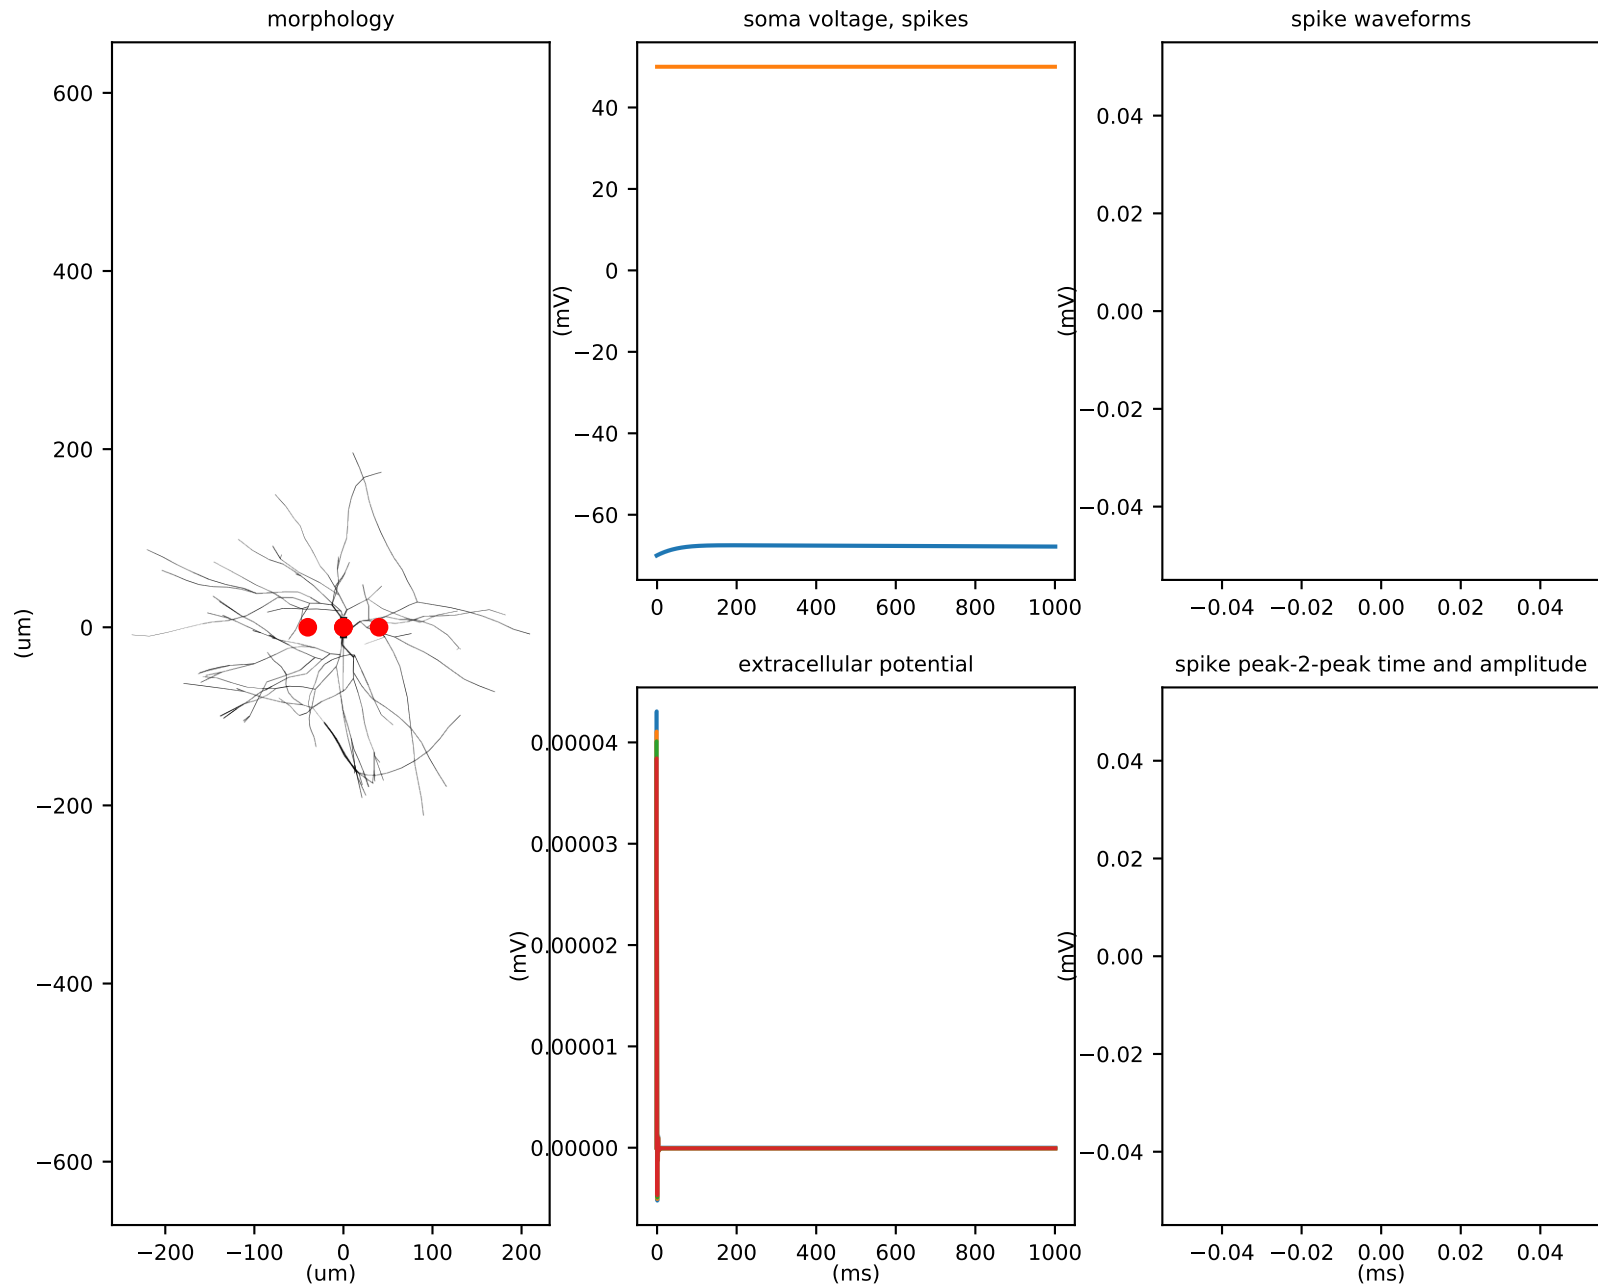 morphology
600
400
200
0
−200
−400
−600
(um)
−200 −100 0 100 200
(um)
soma voltage, spikes
40
20
0
−20
−40
−60
(mV)
0 200 400 600 800 1000
spike waveforms
0.04
0.02
0.00
−0.02
−0.04
(mV)
−0.04 −0.02 0.00 0.02 0.04
extracellular potential
0.00004
0.00003
0.00002
0.00001
0.00000
(mV)
0 200 400 600 800 1000
(ms)
spike peak-2-peak time and amplitude
0.04
0.02
0.00
−0.02
−0.04
(mV)
−0.04 −0.02 0.00 0.02 0.04
(ms)